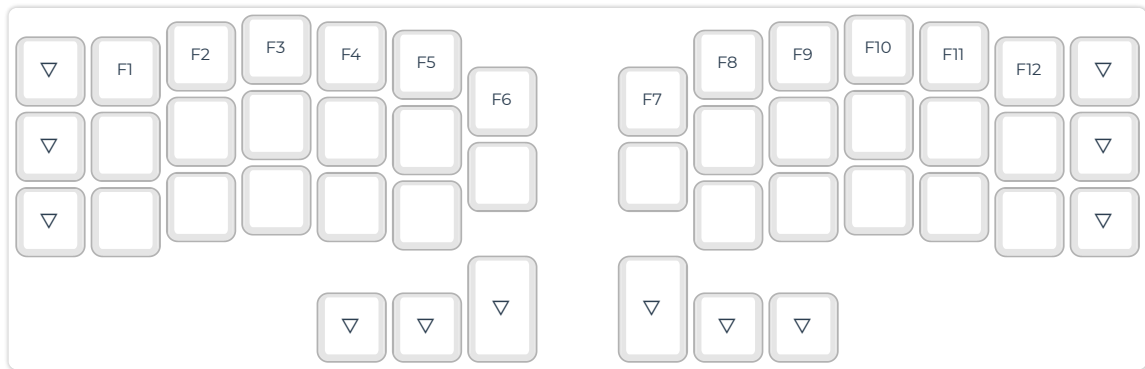 ▽ F1 F2 F3 F4 F5 F6 F7 F8 F9 F10 F11 F12 ▽
▽ ▽
▽ ▽
▽ ▽ ▽ ▽ ▽ ▽